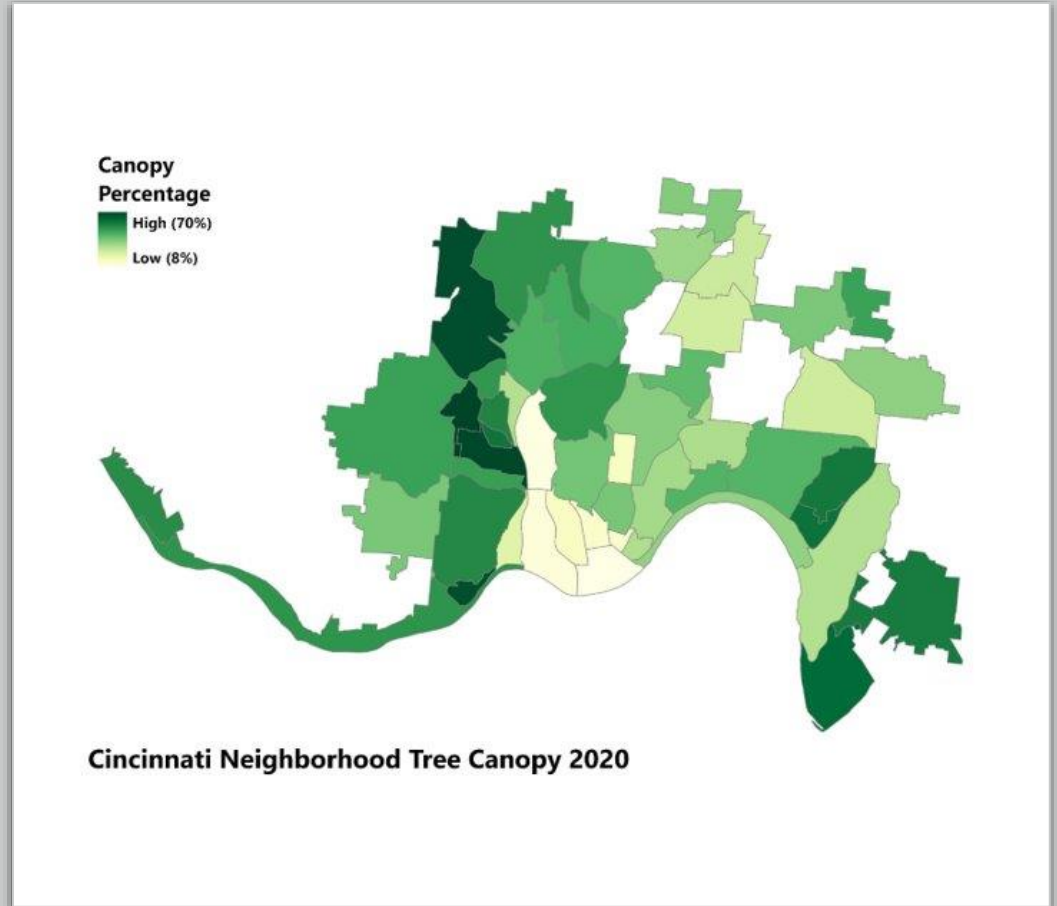 Canopy
Percentage
High (70%)
Low (8%)
Cincinnati Neighborhood Tree Canopy 2020